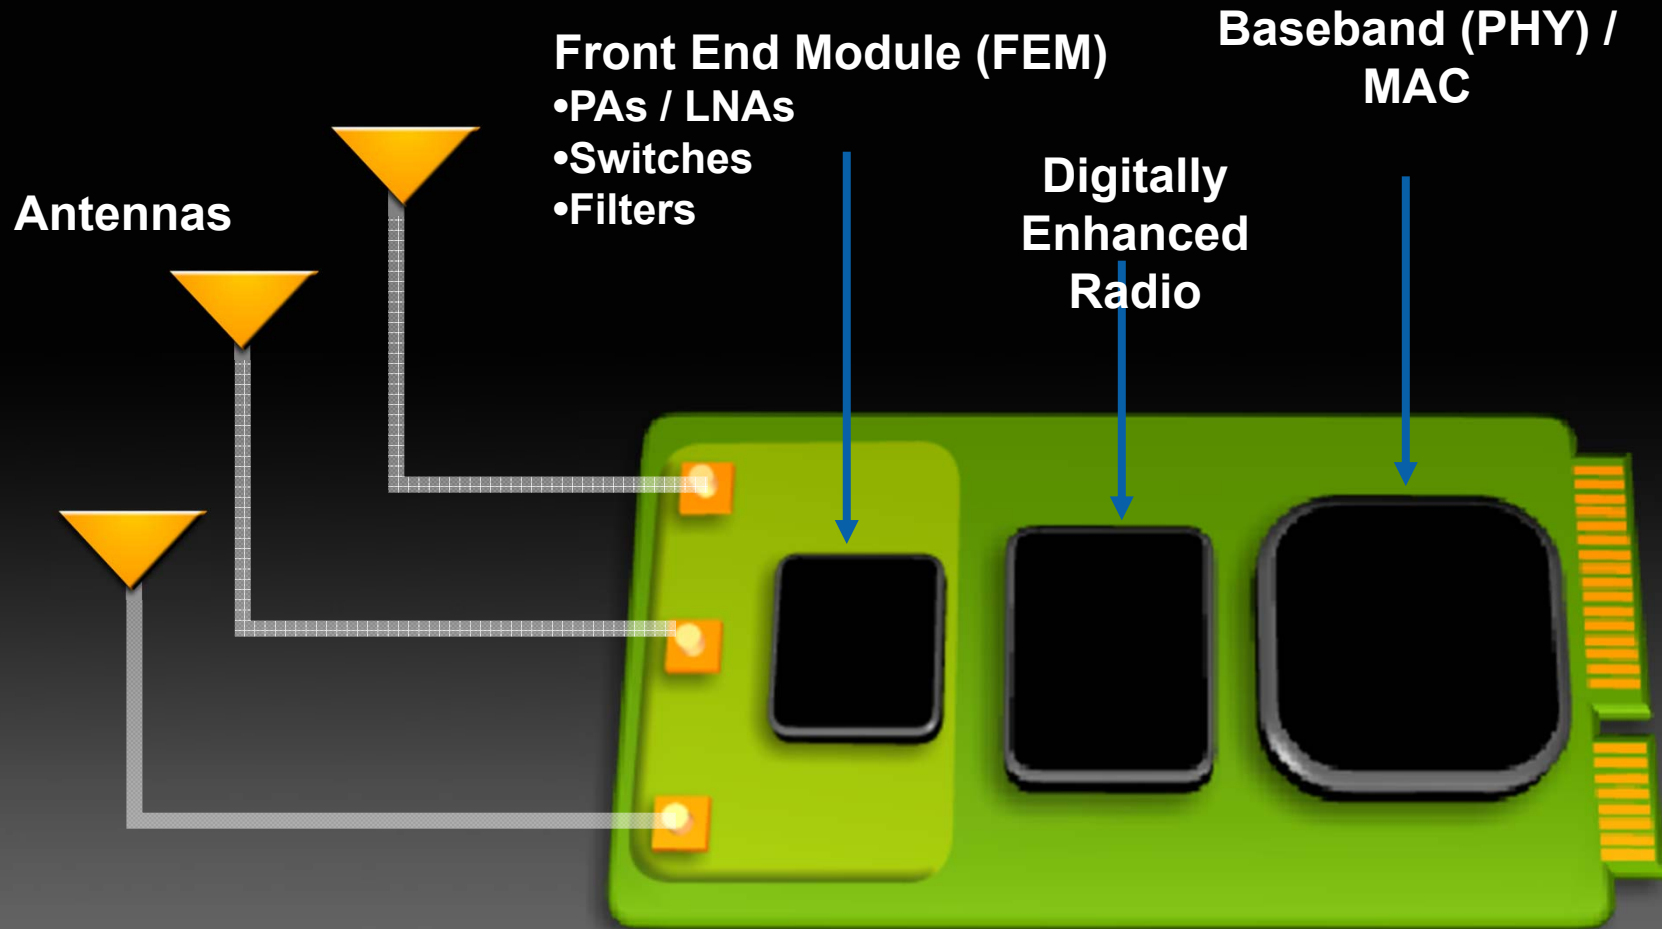 Antennas
Front End Module (FEM)
•PAs / LNAs
•Switches
•Filters
Digitally
Enhanced
Radio
Baseband (PHY) /
MAC